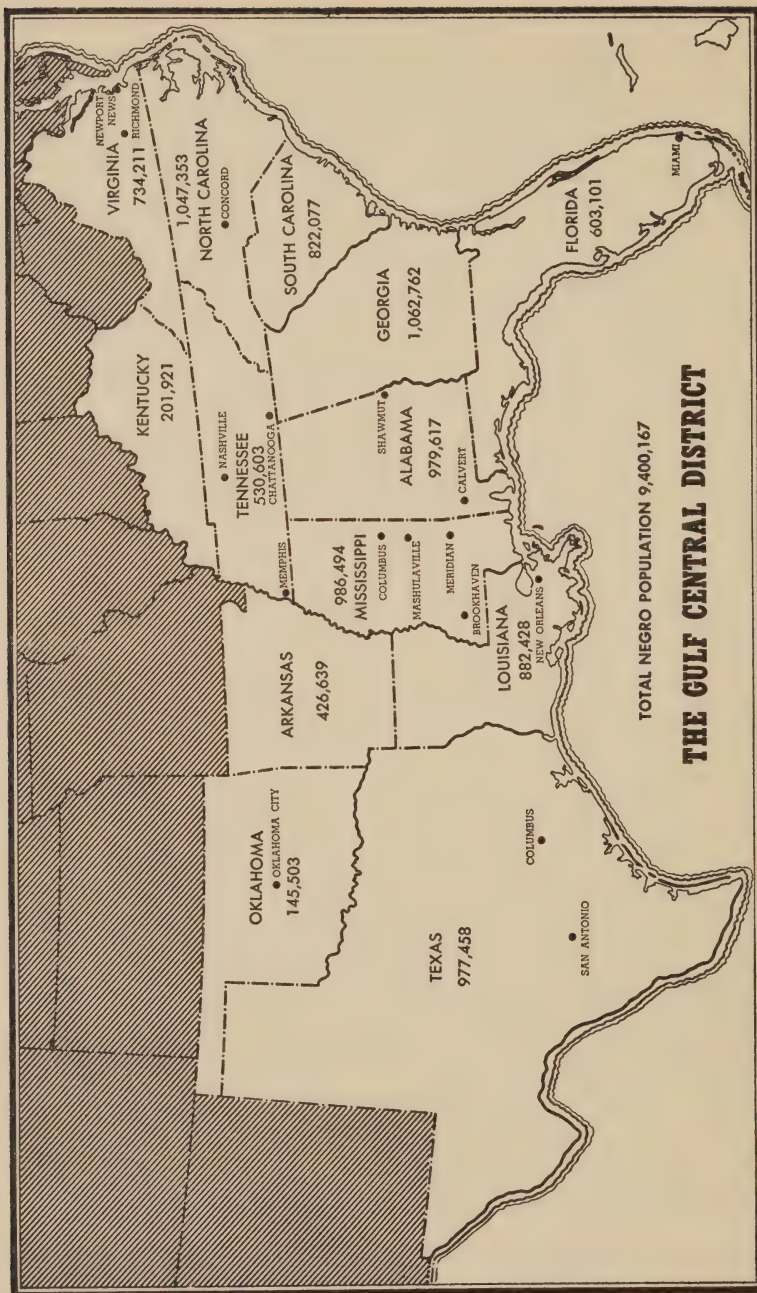 NEWPORT
NEWS
VIRGINIA
RICHMOND
734,211
KENTUCKY
201,921
1,047,353
NORTH CAROLINA
CONCORD
NASHVILLE
TENNESSEE
530,603
CHATTANOOGA
SOUTH CAROLINA
822,077
MEMPHIS
OKLAHOMA
OKLAHOMA CITY
145,503
ARKANSAS
426,639
986,494
MISSISSIPPI
COLUMBUS
MASHULAVILLE
MERIDIAN
BROOKHAVEN
SHAWMUT
ALABAMA
979,617
CALVERT
GEORGIA
1,062,762
TEXAS
977,458
COLUMBUS
SAN ANTONIO
LOUISIANA
882,428
NEW ORLEANS
FLORIDA
603,101
MIAMI
TOTAL NEGRO POPULATION 9,400,167
THE GULF CENTRAL DISTRICT